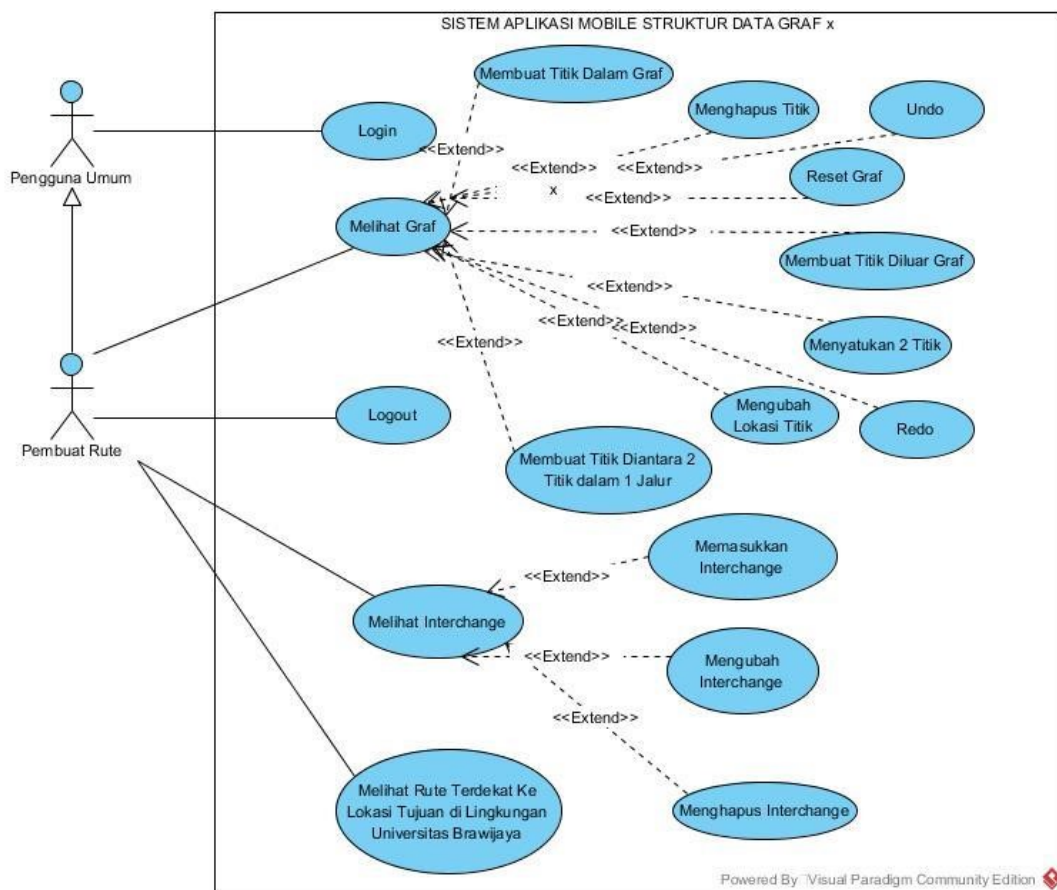 SISTEM APLIKASI MOBILE STRUKTUR DATA GRAF x
Membuat Titik Dalam Graf
Menghapus Titik
Undo
Login
<<Extend>>
<<Extend>>
<<Extend>>
Pengguna Umum
x
Reset Graf
<<Extend>>
Melihat Graf
<<Extend>>
Membuat Titik Diluar Graf
<<Extend>>
<<Extend>>
<<Extend>>
<<Extend>>
Menyatukan 2 Titik
Logout
Mengubah
Lokasi Titik
Redo
Pembuat Rute
Membuat Titik Diantara 2
Titik dalam 1 Jalur
Memasukkan
Interchange
<<Extend>>
Melihat Interchange
<<Extend>>
Mengubah
Interchange
<<Extend>>
Melihat Rute Terdekat Ke
Lokasi Tujuan di Lingkungan
Universitas Brawijaya
Menghapus Interchange
Powered By Visual Paradigm Community Edition